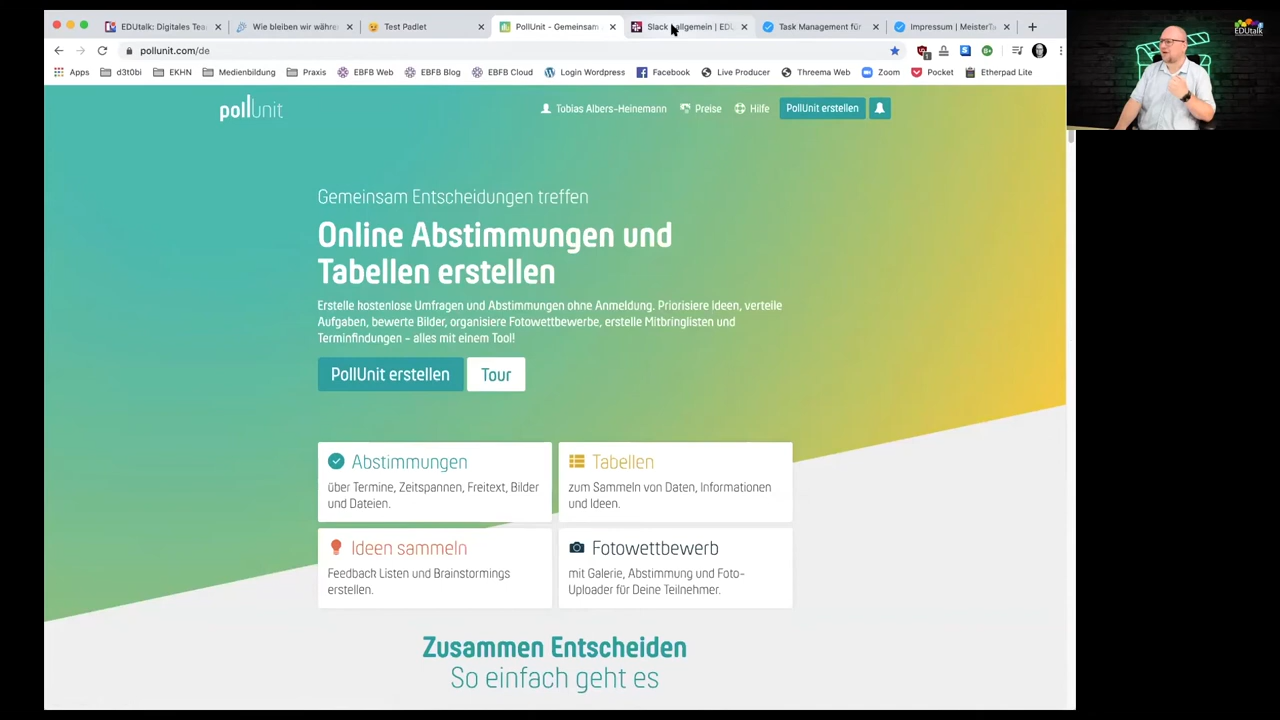 EDUtalk: Digitales Tea
Wie bleiben wir währe
Test Padlet
PollUnit - Gemeinsam
Slack | allgemein | EDU
Task Management für
Impressum | MeisterTa
pollunit.com/de
Apps
d3t0bi
EKHN
Medienbildung
Praxis
EBFB Web
EBFB Blog
EBFB Cloud
Login Wordpress
Facebook
Live Producer
Threema Web
Zoom
Pocket
Etherpad Lite
EDUtalk
pollUnit
Tobias Albers-Heinemann
Preise
Hilfe
PollUnit erstellen
Gemeinsam Entscheidungen treffen
Online Abstimmungen und
Tabellen erstellen
Erstelle kostenlose Umfragen und Abstimmungen ohne Anmeldung. Priorisiere Ideen, verteile
Aufgaben, bewerte Bilder, organisiere Fotowettbewerbe, erstelle Mitbringlisten und
Terminfindungen - alles mit einem Tool!
PollUnit erstellen
Tour
Abstimmungen
über Termine, Zeitspannen, Freitext, Bilder
und Dateien.
Tabellen
zum Sammeln von Daten, Informationen
und Ideen.
Ideen sammeln
Feedback Listen und Brainstormings
erstellen.
Fotowettbewerb
mit Galerie, Abstimmung und Foto-
Uploader für Deine Teilnehmer.
Zusammen Entscheiden
So einfach geht es